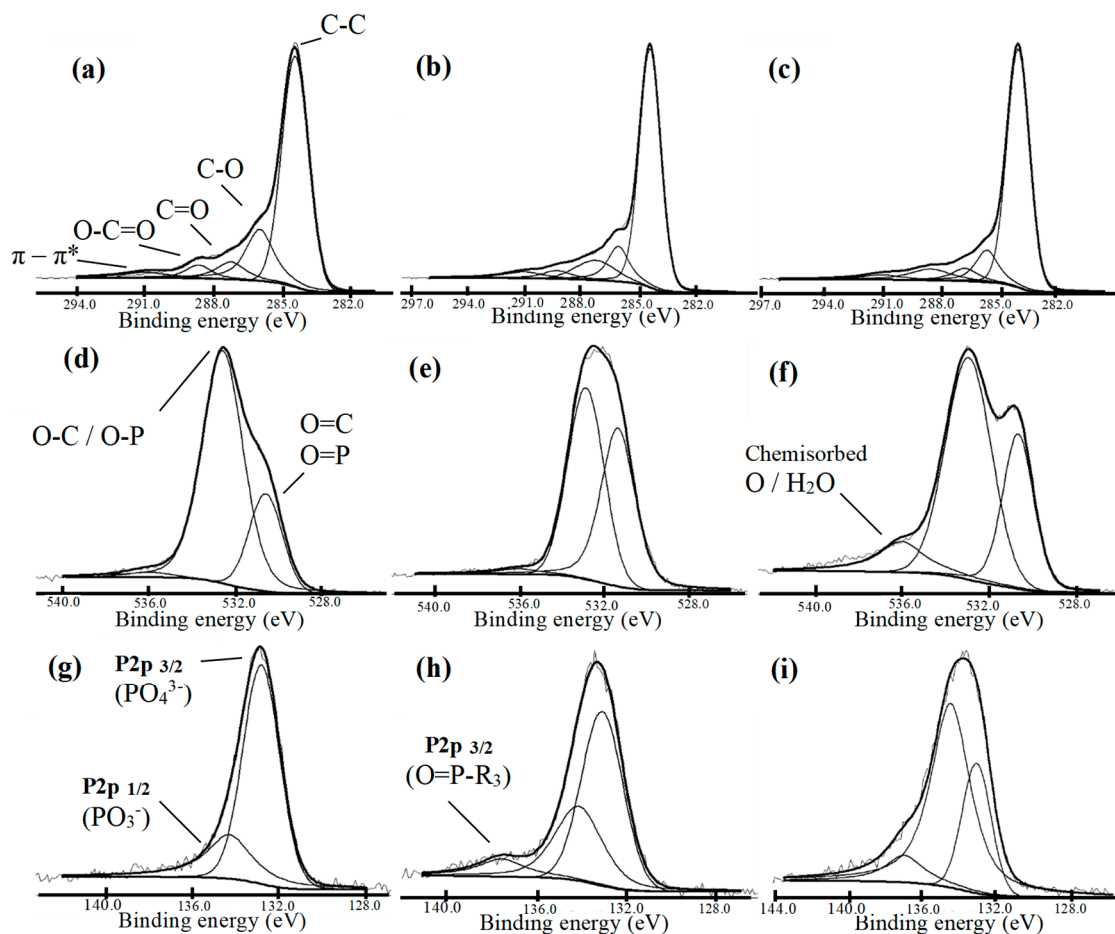 C-C
(a)
(b)
(c)
C-O
C=O
O-C=O
π – π*
294.0 291.0 288.0 284.0 282.0
297.0 294.0 291.0 288.0 285.0 282.0
297.0 294.0 291.0 288.0 285.0 282.0
Binding energy (eV)
Binding energy (eV)
Binding energy (eV)
(d)
(e)
(f)
O-C / O-P
O=C
O=P
Chemisorbed
O / H₂O
540.0 536.0 532.0 528.0
540.0 536.0 532.0 528.0
540.0 536.0 532.0 528.0
Binding energy (eV)
Binding energy (eV)
Binding energy (eV)
(g)
(h)
(i)
P2p 3/2
(PO₄³⁻)
P2p 1/2
(PO₃⁻)
P2p 3/2
(O=P-R₃)
140.0 136.0 132.0 128.0
140.0 136.0 132.0 128.0
144.0 140.0 136.0 132.0 128.0
Binding energy (eV)
Binding energy (eV)
Binding energy (eV)